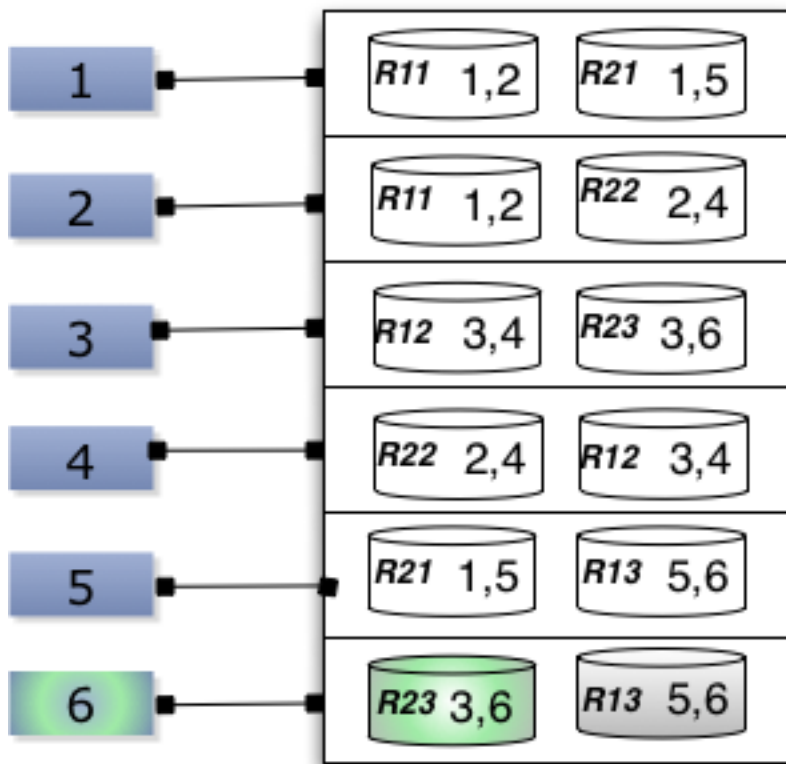 1 R11 1,2 R21 1,5
2 R11 1,2 R22 2,4
3 R12 3,4 R23 3,6
4 R22 2,4 R12 3,4
5 R21 1,5 R13 5,6
6 R23 3,6 R13 5,6